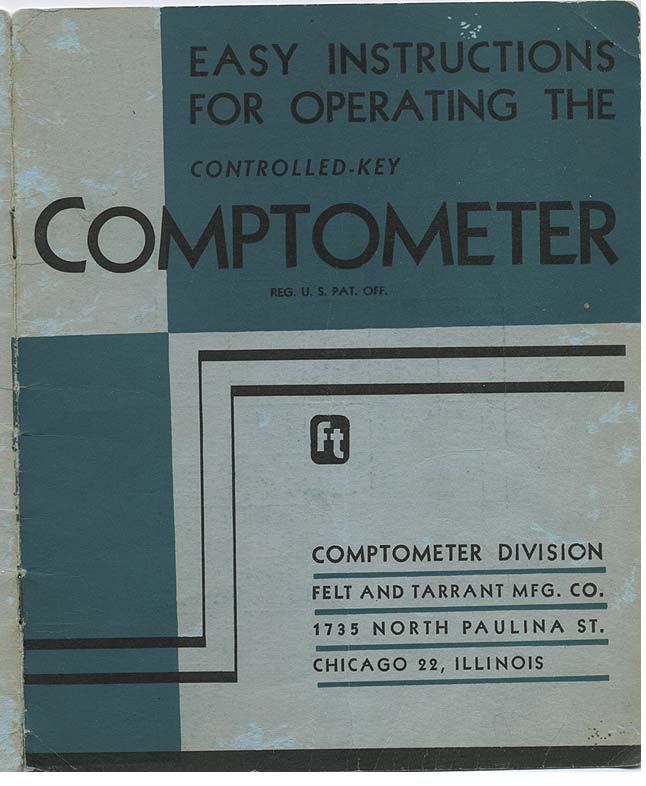 EASY INSTRUCTIONS
FOR OPERATING THE
CONTROLLED-KEY
COMPTOMETER
REG. U. S. PAT. OFF.
ft
COMPTOMETER DIVISION
FELT AND TARRANT MFG. CO.
1735 NORTH PAULINA ST.
CHICAGO 22, ILLINOIS